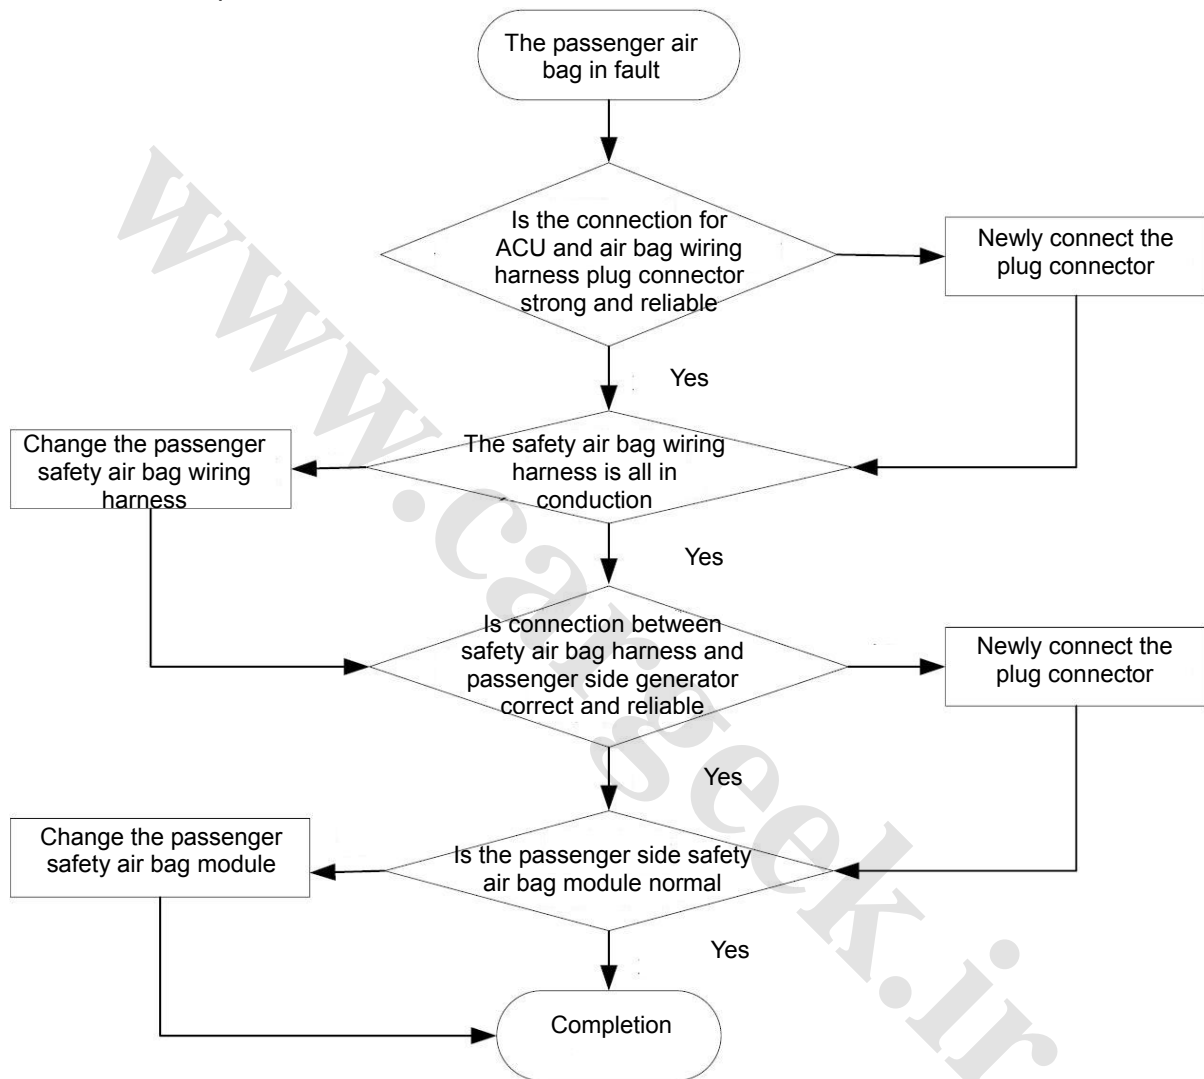 The passenger air
bag in fault
Is the connection for
ACU and air bag wiring
harness plug connector
strong and reliable
Newly connect the
plug connector
Yes
The safety air bag wiring
harness is all in
conduction
Change the passenger
safety air bag wiring
harness
Yes
Is connection between
safety air bag harness and
passenger side generator
correct and reliable
Newly connect the
plug connector
Yes
Is the passenger side safety
air bag module normal
Change the passenger
safety air bag module
Yes
Completion
www.cargeek.ir